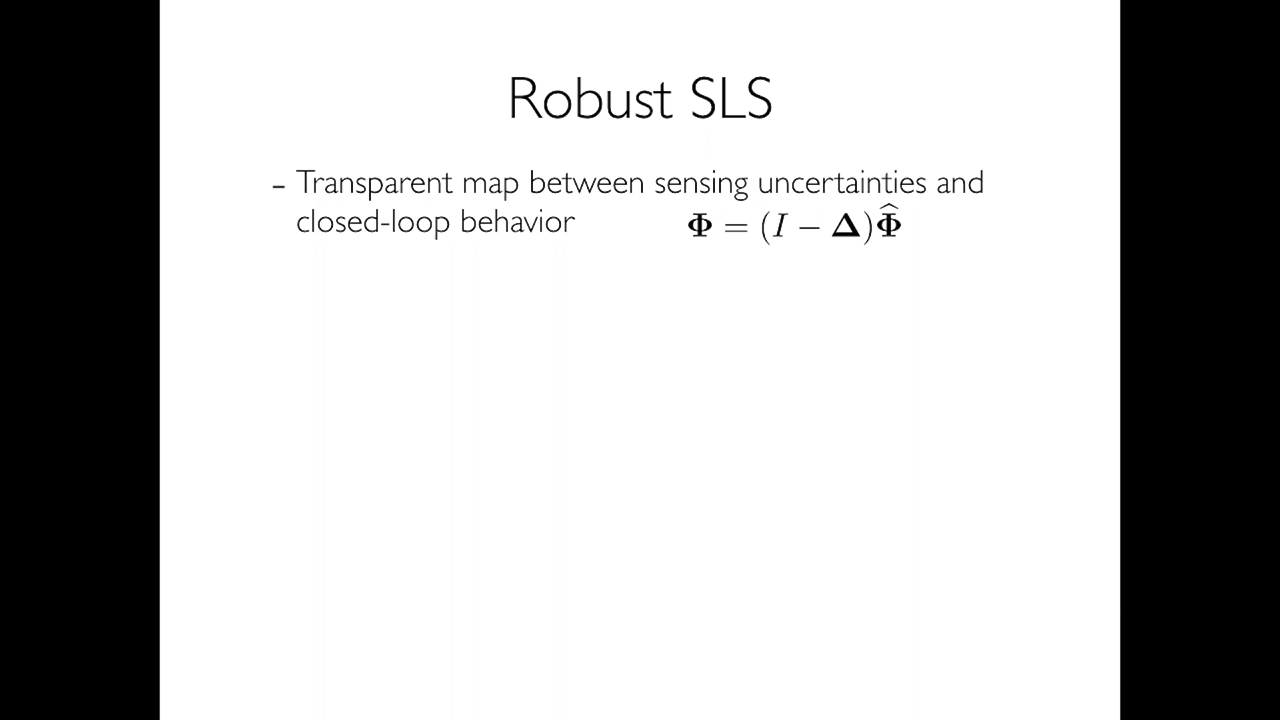 Robust SLS
- Transparent map between sensing uncertainties and
closed-loop behavior 𝚽 = (I − 𝚫)𝚽̂